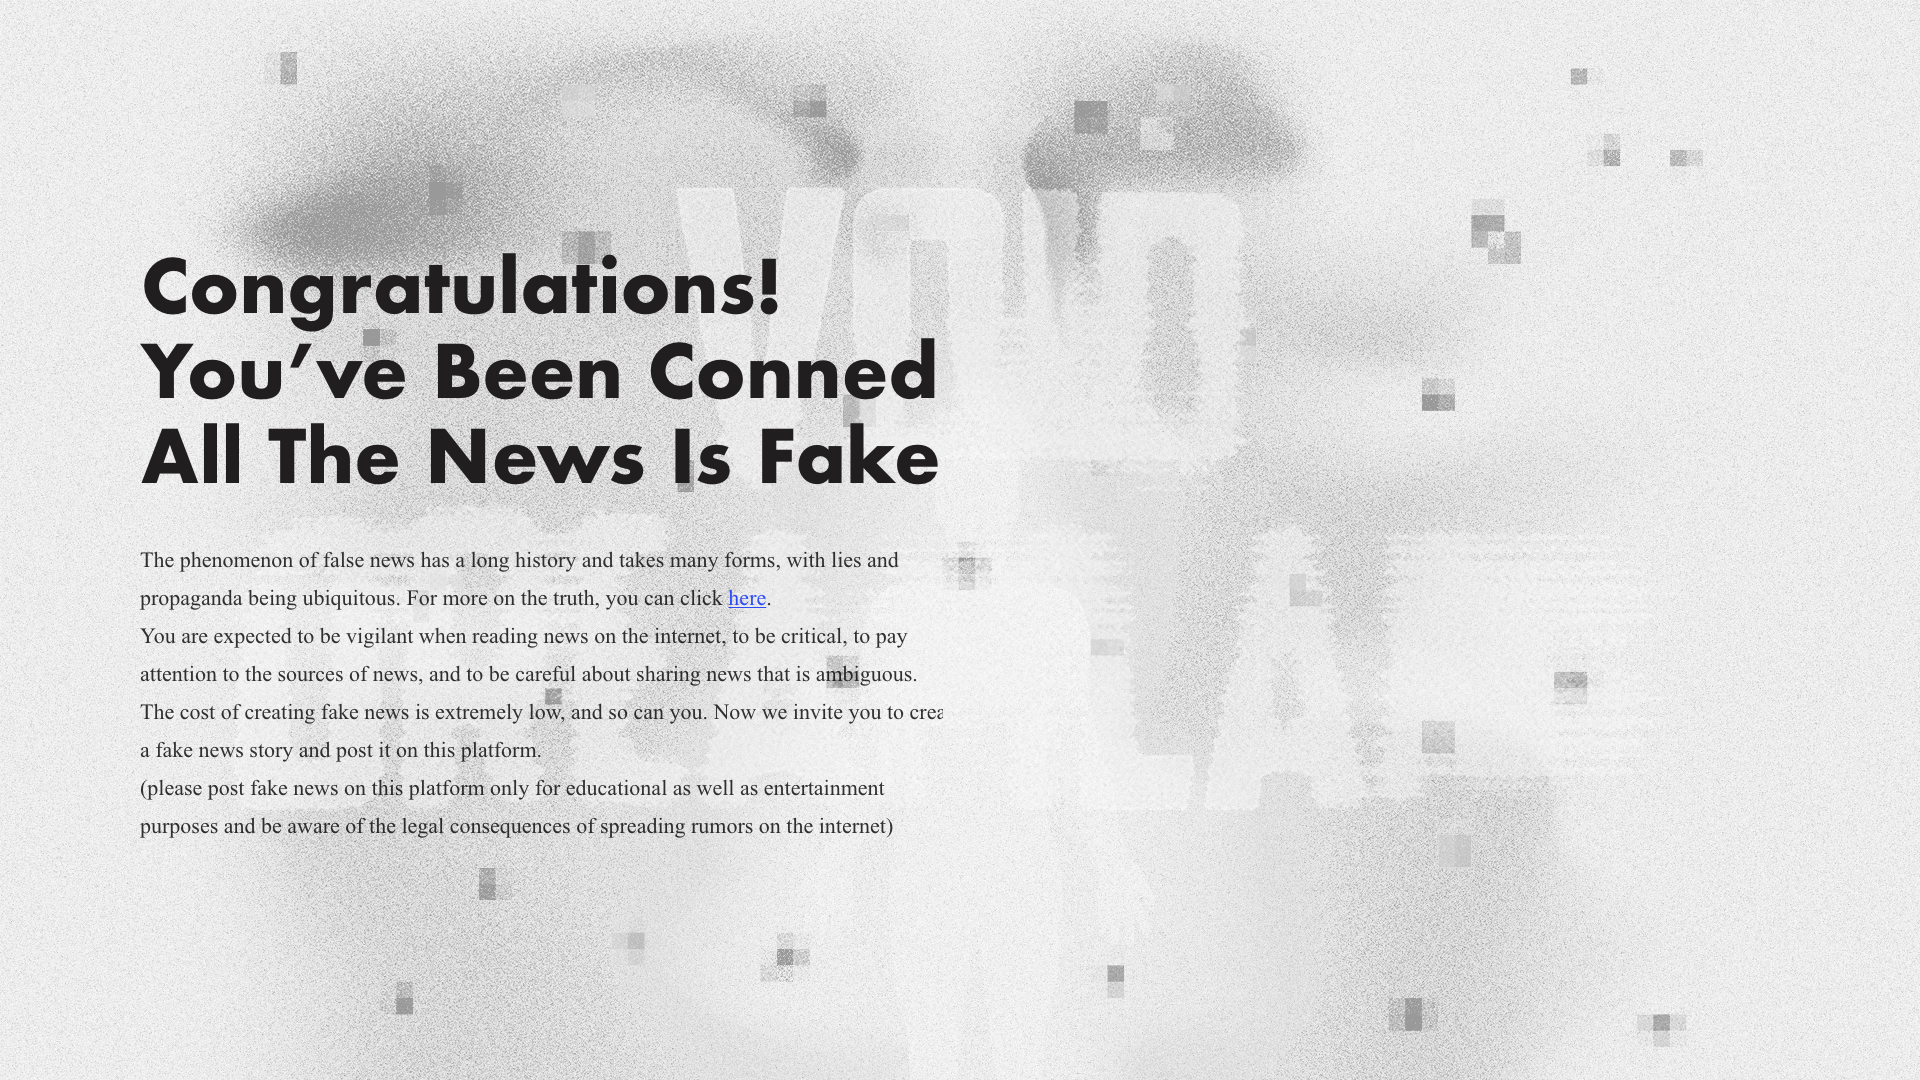 Congratulations!
You’ve Been Conned
All The News Is Fake
The phenomenon of false news has a long history and takes many forms, with lies and
propaganda being ubiquitous. For more on the truth, you can click here.
You are expected to be vigilant when reading news on the internet, to be critical, to pay
attention to the sources of news, and to be careful about sharing news that is ambiguous.
The cost of creating fake news is extremely low, and so can you. Now we invite you to crea
a fake news story and post it on this platform.
(please post fake news on this platform only for educational as well as entertainment
purposes and be aware of the legal consequences of spreading rumors on the internet)